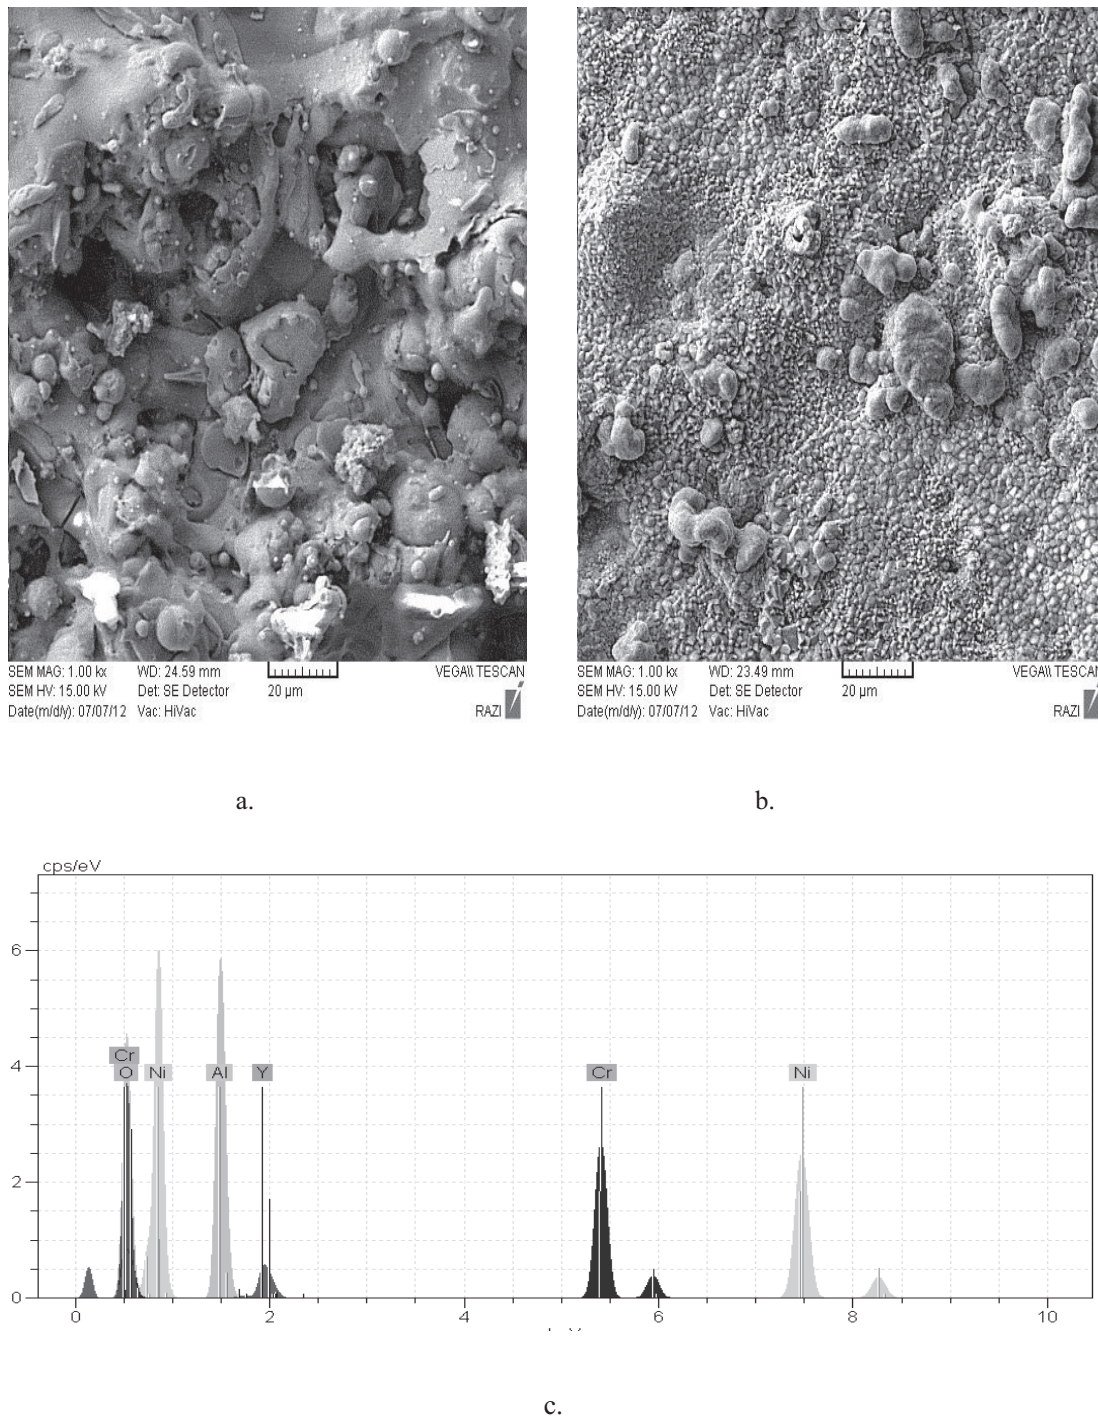 SEM MAG: 1.00 kx WD: 24.59 mm VEGA\\ TESCAN
SEM HV: 15.00 kV Det: SE Detector 20 µm
Date(m/d/y): 07/07/12 Vac: HiVac RAZI
SEM MAG: 1.00 kx WD: 23.49 mm VEGA\\ TESCAN
SEM HV: 15.00 kV Det: SE Detector 20 µm
Date(m/d/y): 07/07/12 Vac: HiVac RAZI
a. b.
cps/eV
6
4
2
0
Cr
O Ni Al Y Cr Ni
0 2 4 6 8 10
c.